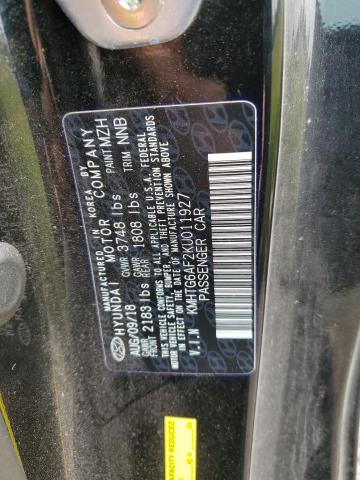 MANUFACTURED IN KOREA BY
HYUNDAI MOTOR COMPANY
AUG/09/18 GVWR 3748 lbs PAINT MZH
GAWR FRONT 2183 lbs GAWR REAR 1808 lbs TRIM NNB
THIS VEHICLE CONFORMS TO ALL APPLICABLE U.S.A. FEDERAL
MOTOR VEHICLE SAFETY, BUMPER AND THEFT PREVENTION STANDARDS
IN EFFECT ON THE DATE OF MANUFACTURE SHOWN ABOVE.
V.I.N KMHTG6AF2KU011927
PASSENGER CAR
CAPACITY REDUCED